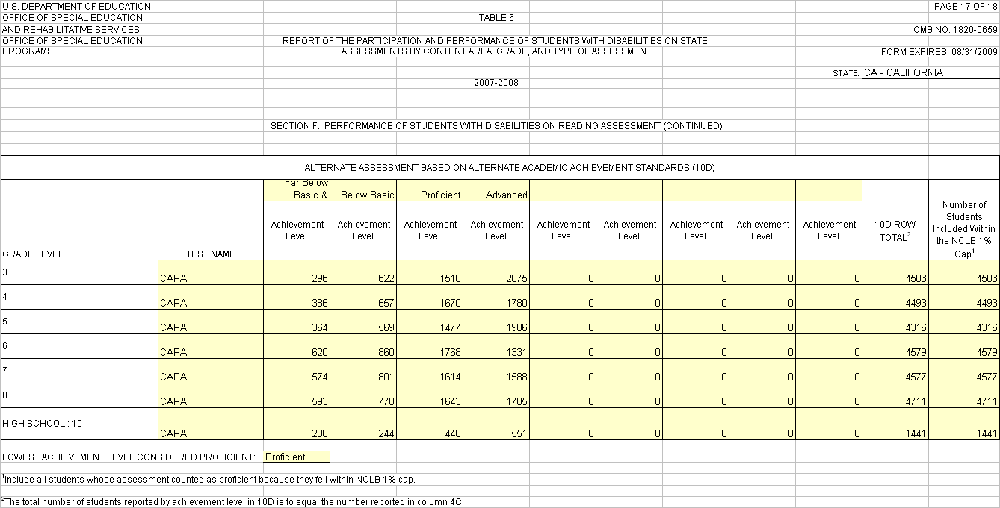 U.S. DEPARTMENT OF EDUCATION PAGE 17 OF 18
OFFICE OF SPECIAL EDUCATION TABLE 6
AND REHABILITATIVE SERVICES OMB NO. 1820-0659
OFFICE OF SPECIAL EDUCATION REPORT OF THE PARTICIPATION AND PERFORMANCE OF STUDENTS WITH DISABILITIES ON STATE
PROGRAMS ASSESSMENTS BY CONTENT AREA, GRADE, AND TYPE OF ASSESSMENT FORM EXPIRES: 08/31/2009
STATE: CA - CALIFORNIA
2007-2008
SECTION F. PERFORMANCE OF STUDENTS WITH DISABILITIES ON READING ASSESSMENT (CONTINUED)
ALTERNATE ASSESSMENT BASED ON ALTERNATE ACADEMIC ACHIEVEMENT STANDARDS (10D)
Far Below
Basic & Below Basic Proficient Advanced
GRADE LEVEL TEST NAME Achievement Level Achievement Level Achievement Level Achievement Level Achievement Level Achievement Level Achievement Level Achievement Level Achievement Level 10D ROW TOTAL2 Number of Students Included Within the NCLB 1% Cap1
3 CAPA 296 622 1510 2075 0 0 0 0 0 4503 4503
4 CAPA 386 657 1670 1780 0 0 0 0 0 4493 4493
5 CAPA 364 569 1477 1906 0 0 0 0 0 4316 4316
6 CAPA 620 860 1768 1331 0 0 0 0 0 4579 4579
7 CAPA 574 801 1614 1588 0 0 0 0 0 4577 4577
8 CAPA 593 770 1643 1705 0 0 0 0 0 4711 4711
HIGH SCHOOL : 10 CAPA 200 244 446 551 0 0 0 0 0 1441 1441
LOWEST ACHIEVEMENT LEVEL CONSIDERED PROFICIENT: Proficient
1Include all students whose assessment counted as proficient because they fell within NCLB 1% cap.
2The total number of students reported by achievement level in 10D is to equal the number reported in column 4C.